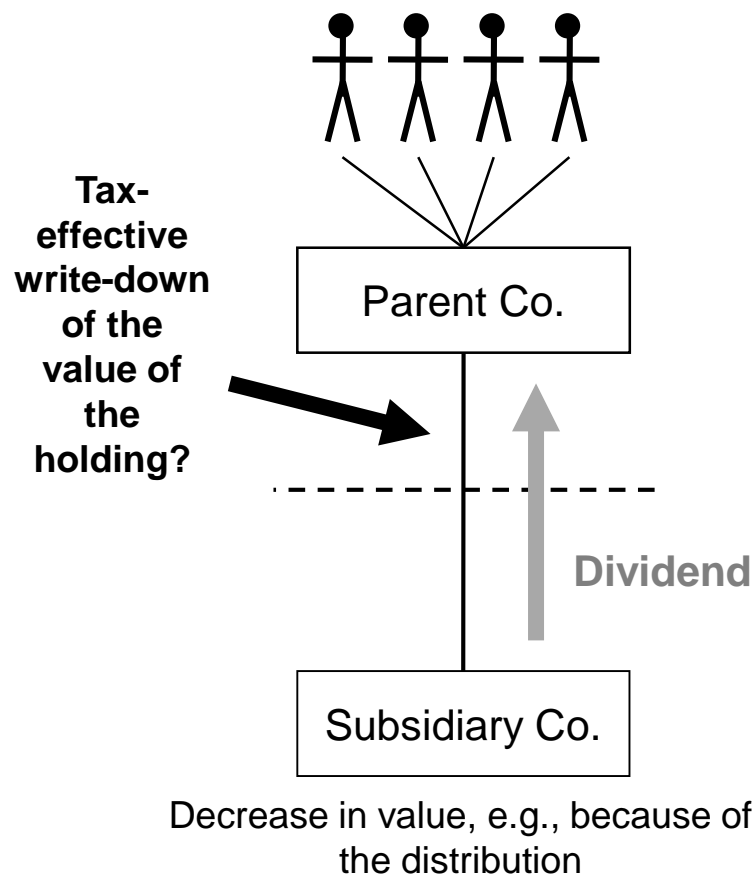 Tax-
effective
write-down
of the
value of
the
holding?
Parent Co.
Dividend
Subsidiary Co.
Decrease in value, e.g., because of
the distribution